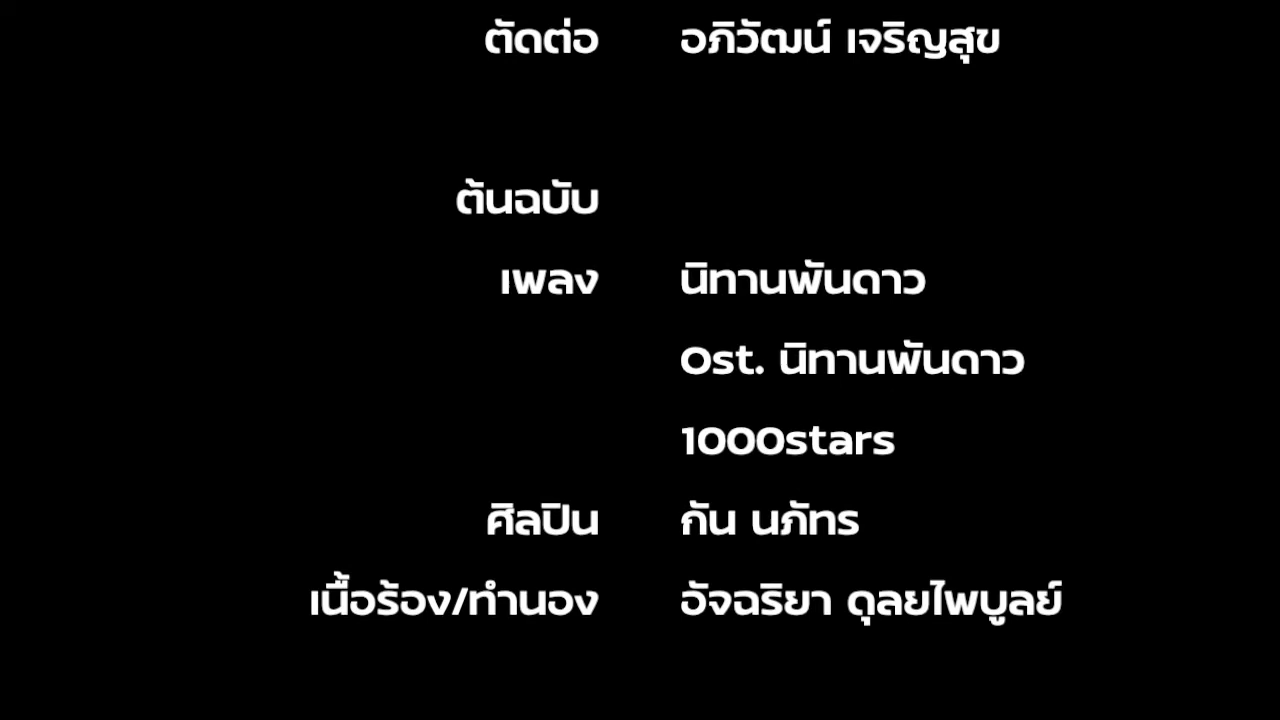 ตัดต่อ อภิวัฒน์ เจริญสุข
ต้นฉบับ
เพลง นิทานพันดาว
Ost. นิทานพันดาว
1000stars
ศิลปิน กัน นภัทร
เนื้อร้อง/ทำนอง อัจฉริยา ดุลยไพบูลย์